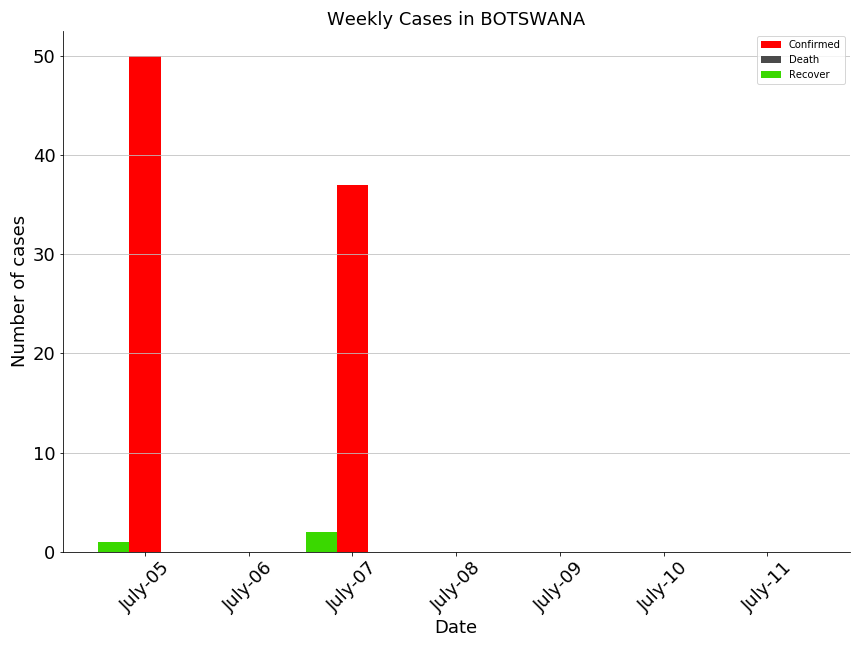 Weekly Cases in BOTSWANA
Confirmed
Death
Recover
Number of cases
50
40
30
20
10
0
July-05
July-06
July-07
July-08
July-09
July-10
July-11
Date